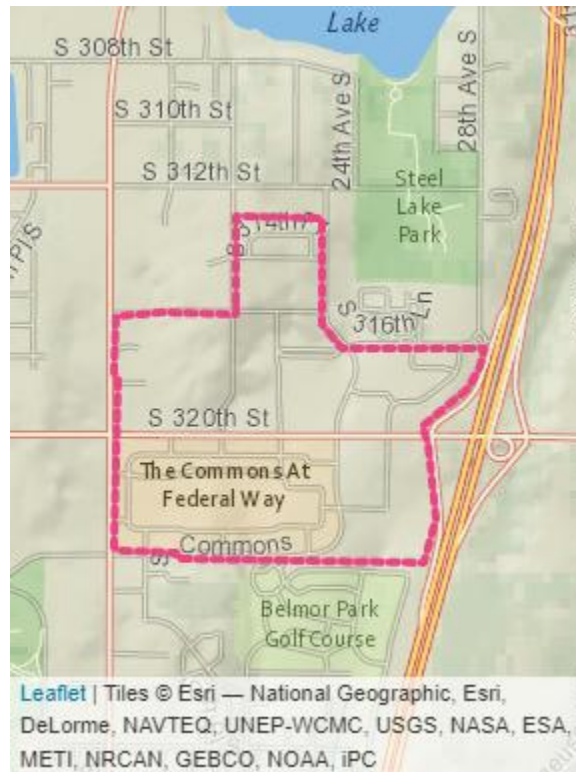 Lake
S 308th St
S 310th St
24th Ave S
28th Ave S
S 312th St
Steel
Lake
Park
S 316th Ln
S 320th St
The Commons At
Federal Way
Commons
S
Belmor Park
Golf Course
Leaflet | Tiles © Esri — National Geographic, Esri,
DeLorme, NAVTEQ, UNEP-WCMC, USGS, NASA, ESA,
METI, NRCAN, GEBCO, NOAA, iPC